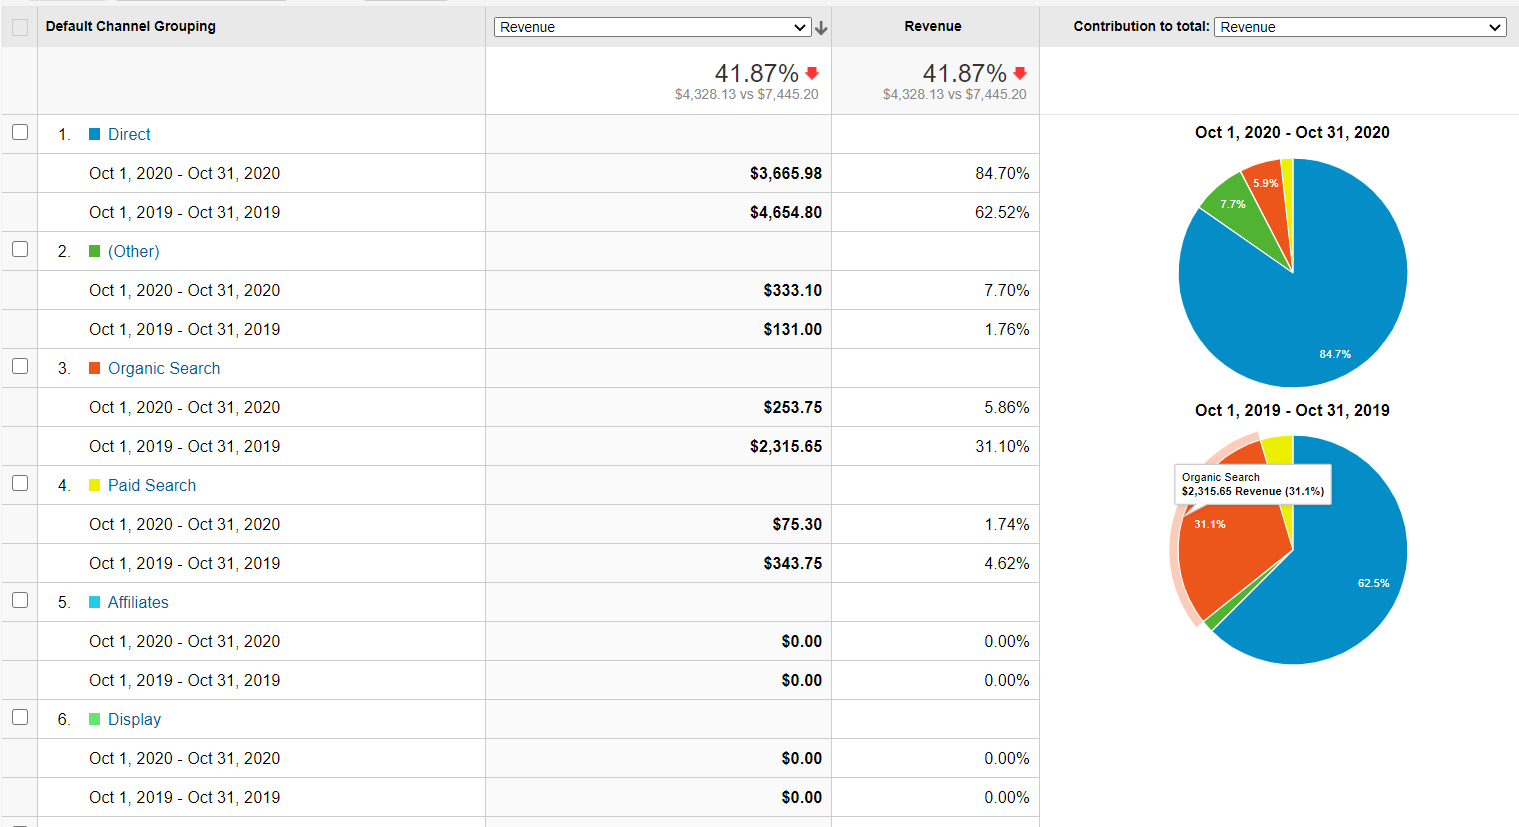 Default Channel Grouping Revenue Revenue Contribution to total: Revenue
41.87% 41.87%
$4,328.13 vs $7,445.20 $4,328.13 vs $7,445.20
1. Direct
Oct 1, 2020 - Oct 31, 2020 $3,665.98 84.70%
Oct 1, 2019 - Oct 31, 2019 $4,654.80 62.52%
2. (Other)
Oct 1, 2020 - Oct 31, 2020 $333.10 7.70%
Oct 1, 2019 - Oct 31, 2019 $131.00 1.76%
3. Organic Search
Oct 1, 2020 - Oct 31, 2020 $253.75 5.86%
Oct 1, 2019 - Oct 31, 2019 $2,315.65 31.10%
4. Paid Search
Oct 1, 2020 - Oct 31, 2020 $75.30 1.74%
Oct 1, 2019 - Oct 31, 2019 $343.75 4.62%
5. Affiliates
Oct 1, 2020 - Oct 31, 2020 $0.00 0.00%
Oct 1, 2019 - Oct 31, 2019 $0.00 0.00%
6. Display
Oct 1, 2020 - Oct 31, 2020 $0.00 0.00%
Oct 1, 2019 - Oct 31, 2019 $0.00 0.00%
Oct 1, 2020 - Oct 31, 2020
5.9%
7.7%
84.7%
Oct 1, 2019 - Oct 31, 2019
Organic Search
$2,315.65 Revenue (31.1%)
31.1%
62.5%